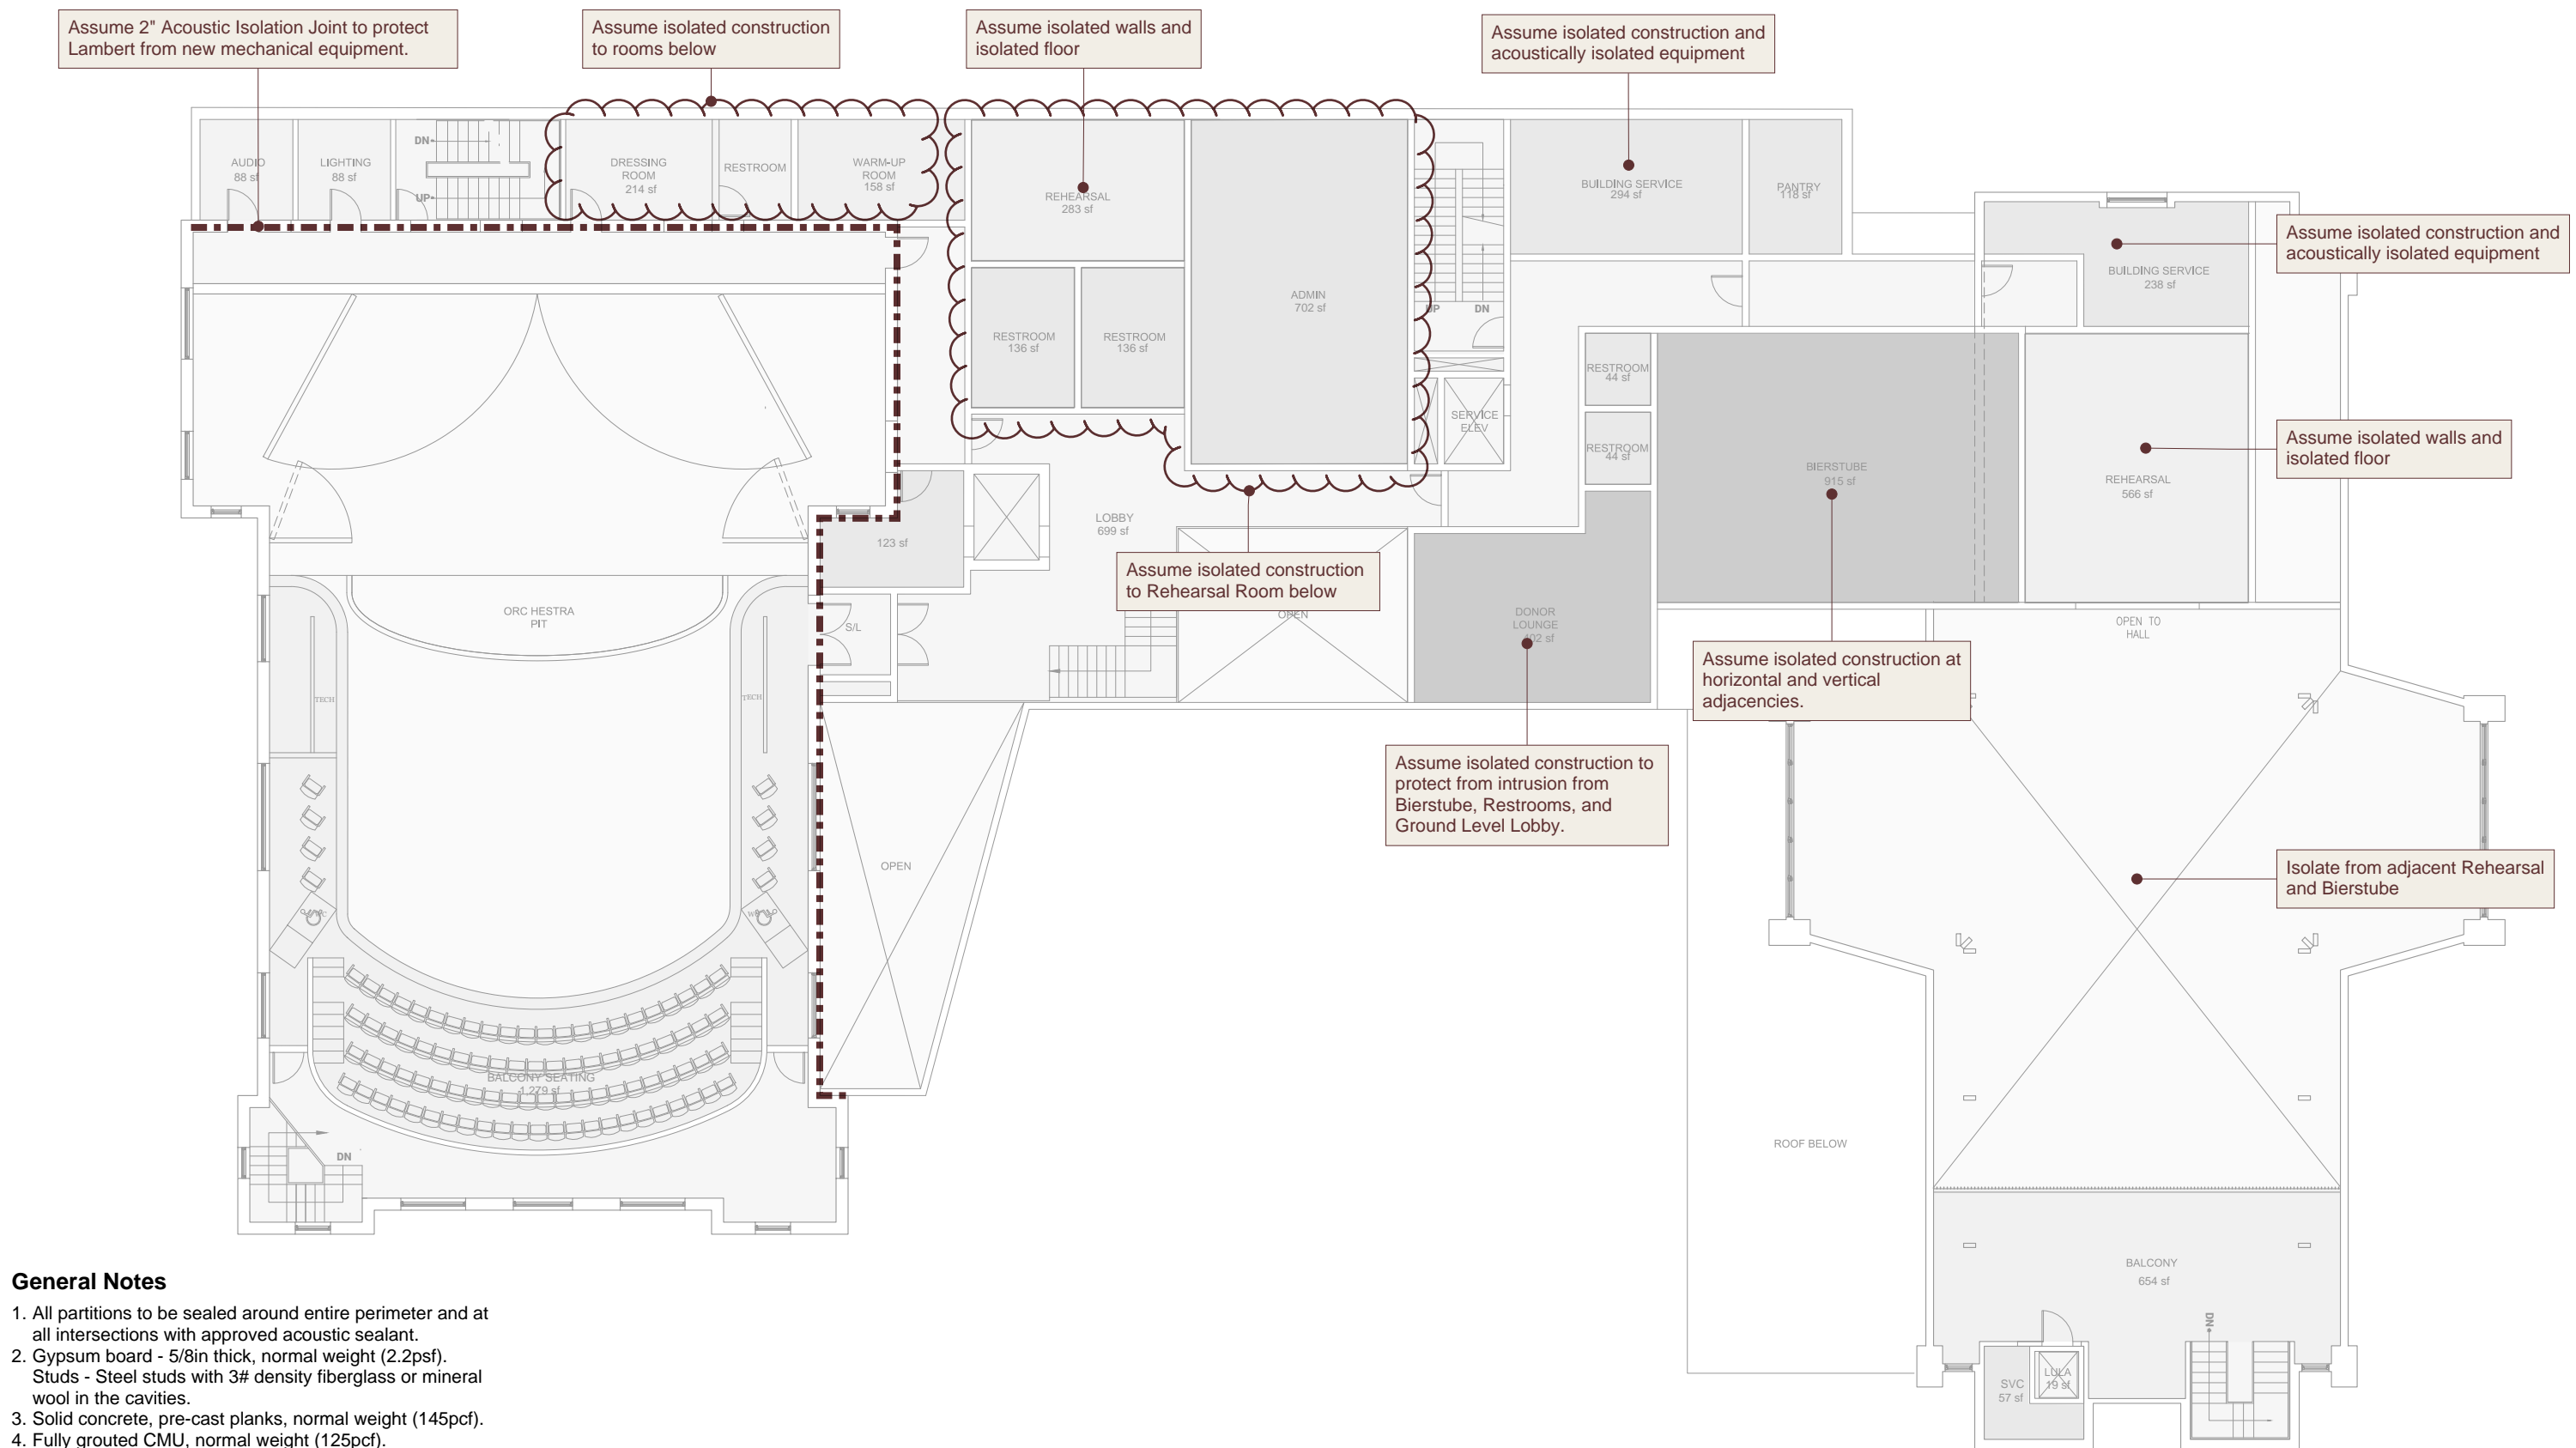 Assume 2" Acoustic Isolation Joint to protect
Lambert from new mechanical equipment.
Assume isolated construction
to rooms below
Assume isolated walls and
isolated floor
Assume isolated construction and
acoustically isolated equipment
AUDIO
88 sf
LIGHTING
88 sf
DN
UP
DRESSING
ROOM
214 sf
RESTROOM
WARM-UP
ROOM
158 sf
REHEARSAL
283 sf
RESTROOM
136 sf
RESTROOM
136 sf
ADMIN
702 sf
UP
DN
SERVICE
ELEV
BUILDING SERVICE
294 sf
PANTRY
118 sf
BUILDING SERVICE
238 sf
Assume isolated construction and
acoustically isolated equipment
RESTROOM
44 sf
RESTROOM
44 sf
BIERSTUBE
915 sf
REHEARSAL
566 sf
Assume isolated walls and
isolated floor
123 sf
LOBBY
699 sf
Assume isolated construction
to Rehearsal Room below
OPEN
DONOR
LOUNGE
402 sf
S/L
ORC HESTRA
PIT
TECH
TECH
OPEN TO
HALL
Assume isolated construction at
horizontal and vertical
adjacencies.
Assume isolated construction to
protect from intrusion from
Bierstube, Restrooms, and
Ground Level Lobby.
OPEN
Isolate from adjacent Rehearsal
and Bierstube
BALCONY SEATING
1,279 sf
DN
ROOF BELOW
BALCONY
654 sf
DN
SVC
57 sf
LULA
19 sf
General Notes
1. All partitions to be sealed around entire perimeter and at
all intersections with approved acoustic sealant.
2. Gypsum board - 5/8in thick, normal weight (2.2psf).
Studs - Steel studs with 3# density fiberglass or mineral
wool in the cavities.
3. Solid concrete, pre-cast planks, normal weight (145pcf).
4. Fully grouted CMU, normal weight (125pcf).